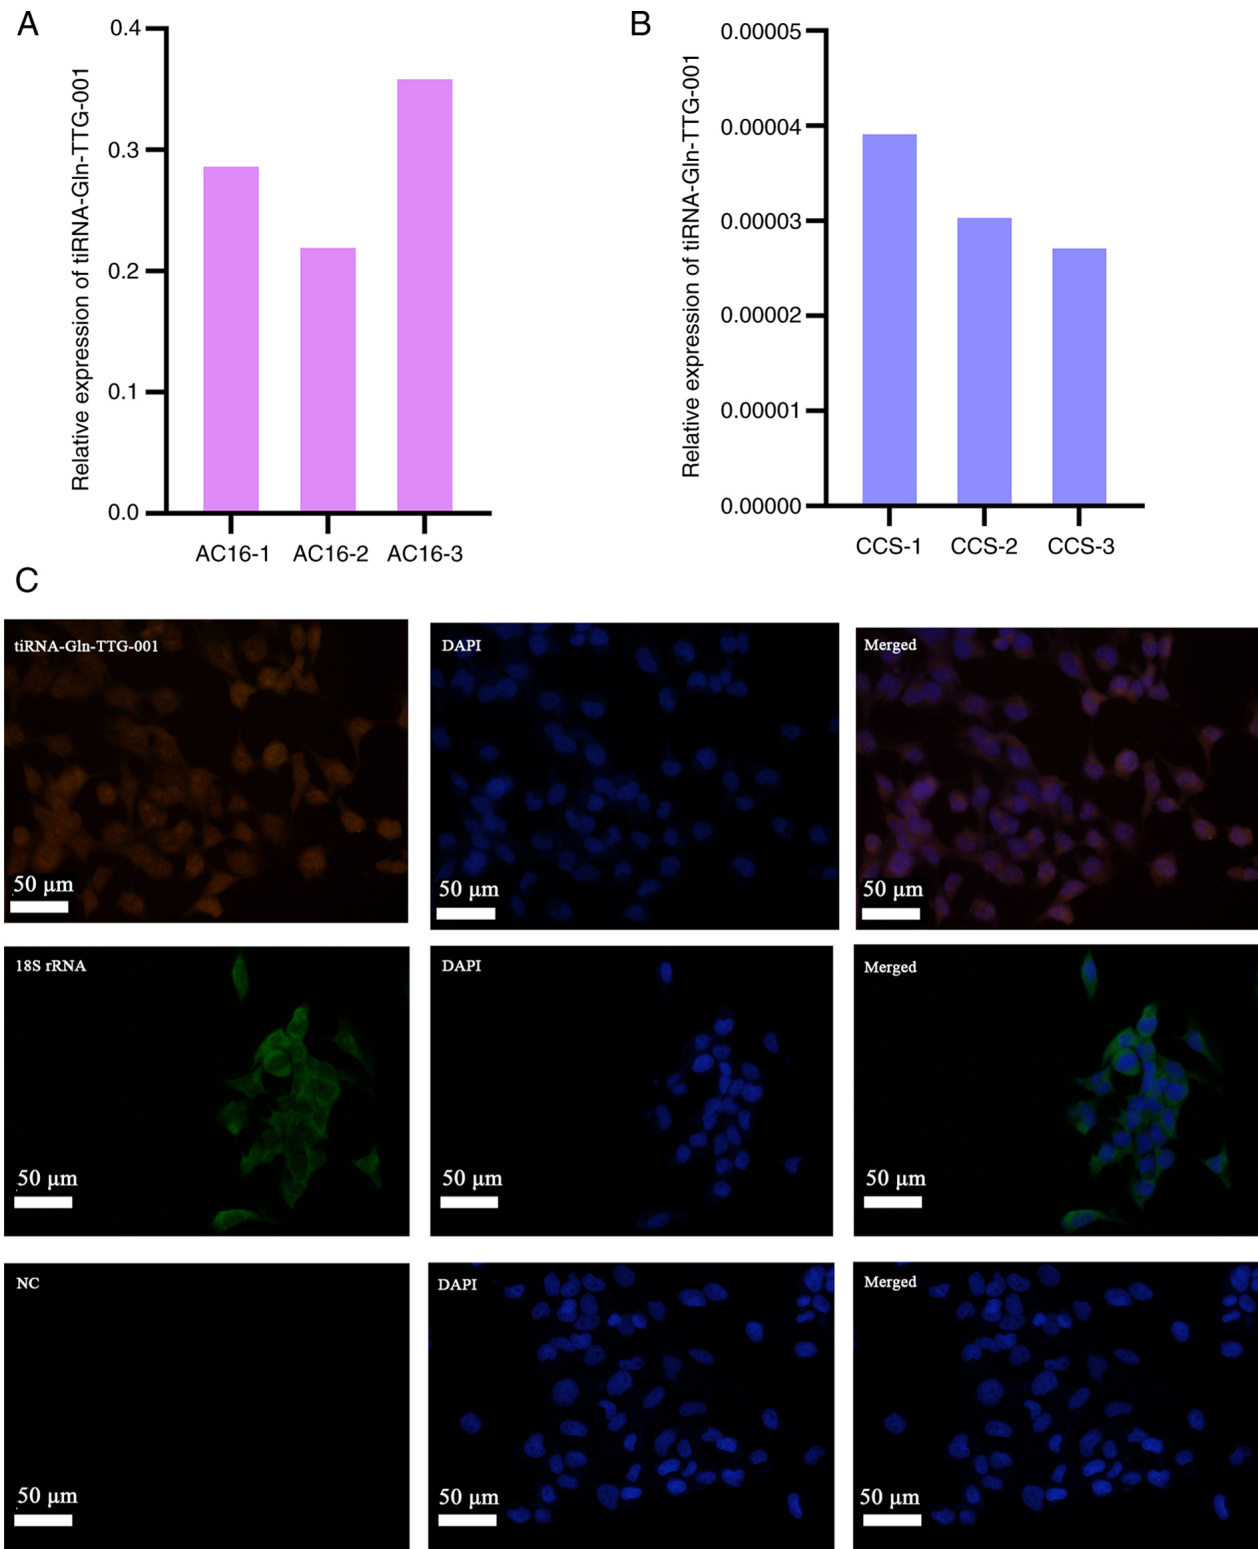 A
Relative expression of tiRNA-Gln-TTG-001
0.4
0.3
0.2
0.1
0.0
AC16-1 AC16-2 AC16-3
B
Relative expression of tiRNA-Gln-TTG-001
0.00005
0.00004
0.00003
0.00002
0.00001
0.00000
CCS-1 CCS-2 CCS-3
C
tiRNA-Gln-TTG-001
50 µm
DAPI
50 µm
Merged
50 µm
18S rRNA
50 µm
DAPI
50 µm
Merged
50 µm
NC
50 µm
DAPI
50 µm
Merged
50 µm